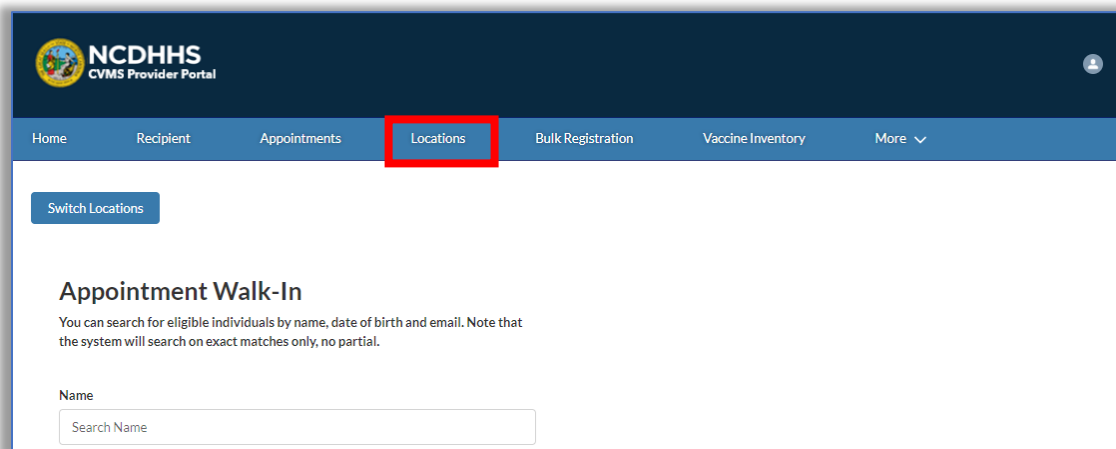 NCDHHS
CVMS Provider Portal
Home Recipient Appointments Locations Bulk Registration Vaccine Inventory More
Switch Locations
Appointment Walk-In
You can search for eligible individuals by name, date of birth and email. Note that
the system will search on exact matches only, no partial.
Name
Search Name